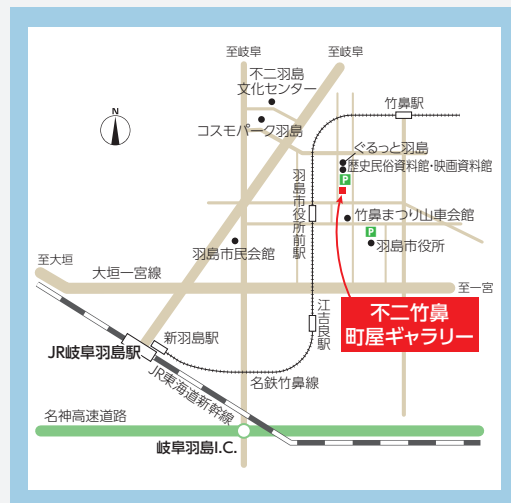 至岐阜
至岐阜
不二羽島
文化センター
竹鼻駅
N
コスモパーク羽島
ぐるっと羽島
歴史民俗資料館・映画資料館
P
羽島市役所前駅
竹鼻まつり山車会館
P
羽島市民会館
羽島市役所
至大垣
大垣一宮線
至一宮
不二竹鼻
町屋ギャラリー
江吉良駅
新羽島駅
JR岐阜羽島駅
JR東海道新幹線
名鉄竹鼻線
名神高速道路
岐阜羽島I.C.